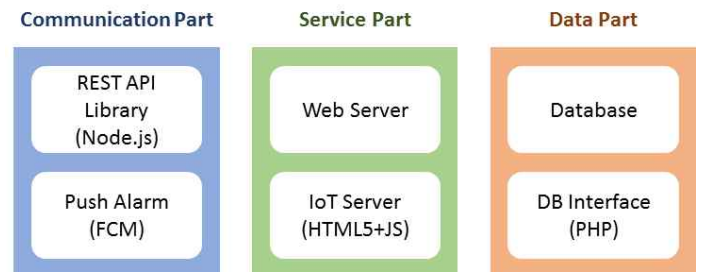 Communication Part
Service Part
Data Part
REST API
Library
(Node.js)
Web Server
Database
Push Alarm
(FCM)
IoT Server
(HTML5+JS)
DB Interface
(PHP)